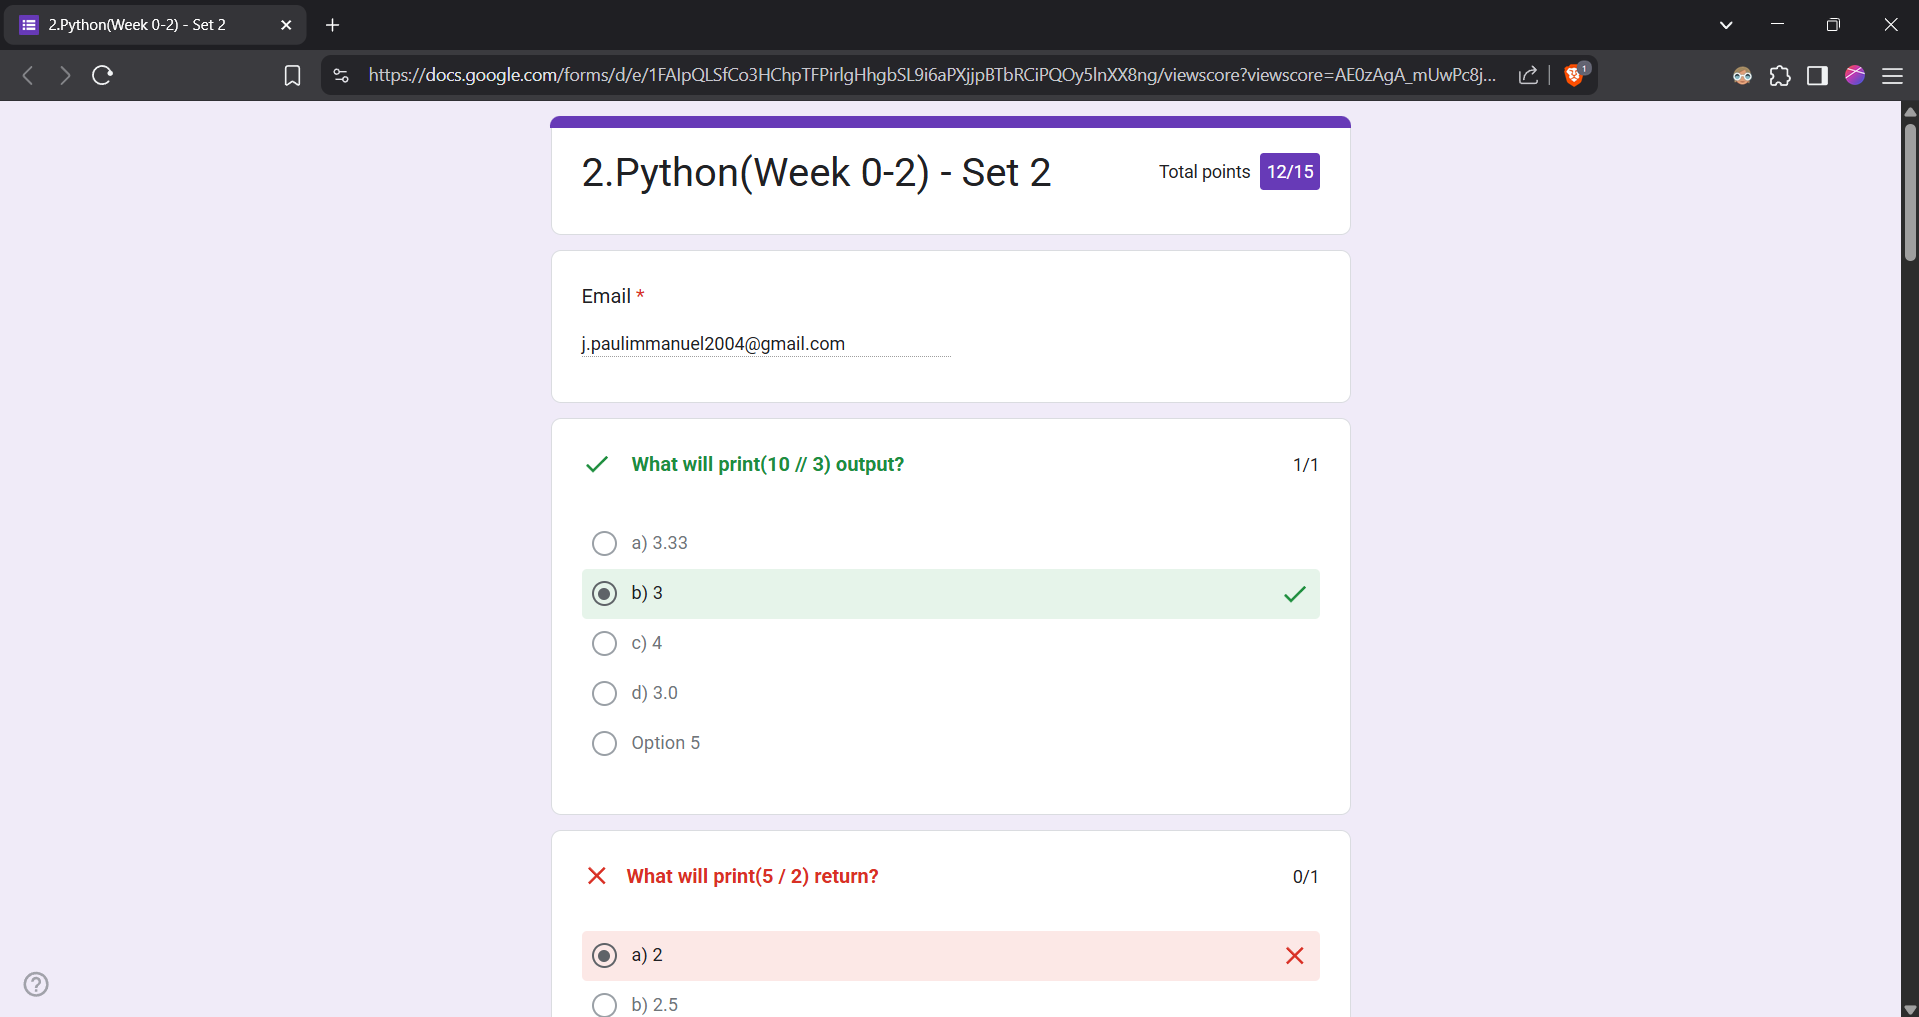 2.Python(Week 0-2) - Set 2
https://docs.google.com/forms/d/e/1FAIpQLSfCo3HChpTFPirlgHhgbSL9i6aPXjjpBTbRCiPQOy5lnXX8ng/viewscore?viewscore=AE0zAgA_mUwPc8j...
1
2.Python(Week 0-2) - Set 2
Total points 12/15
Email *
j.paulimmanuel2004@gmail.com
What will print(10 // 3) output?
1/1
a) 3.33
b) 3
c) 4
d) 3.0
Option 5
What will print(5 / 2) return?
0/1
a) 2
b) 2.5